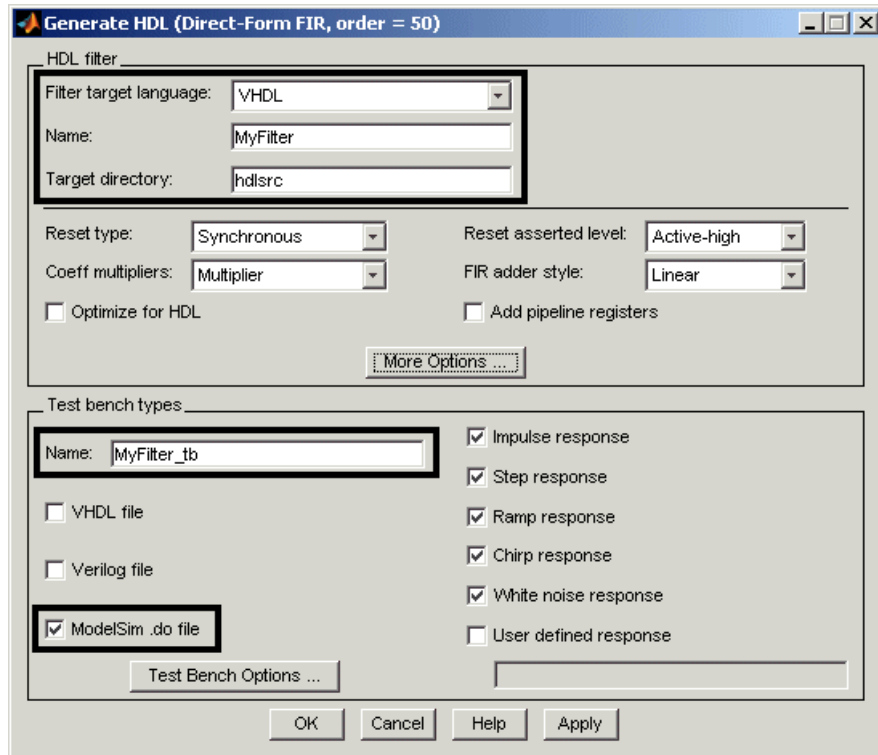 Generate HDL (Direct-Form FIR, order = 50)
HDL filter
Filter target language: VHDL
Name: MyFilter
Target directory: hdlsrc
Reset type: Synchronous Reset asserted level: Active-high
Coeff multipliers: Multiplier FIR adder style: Linear
Optimize for HDL Add pipeline registers
More Options ...
Test bench types
Name: MyFilter_tb
Impulse response
Step response
VHDL file
Ramp response
Chirp response
Verilog file
White noise response
ModelSim .do file
User defined response
Test Bench Options ...
OK Cancel Help Apply